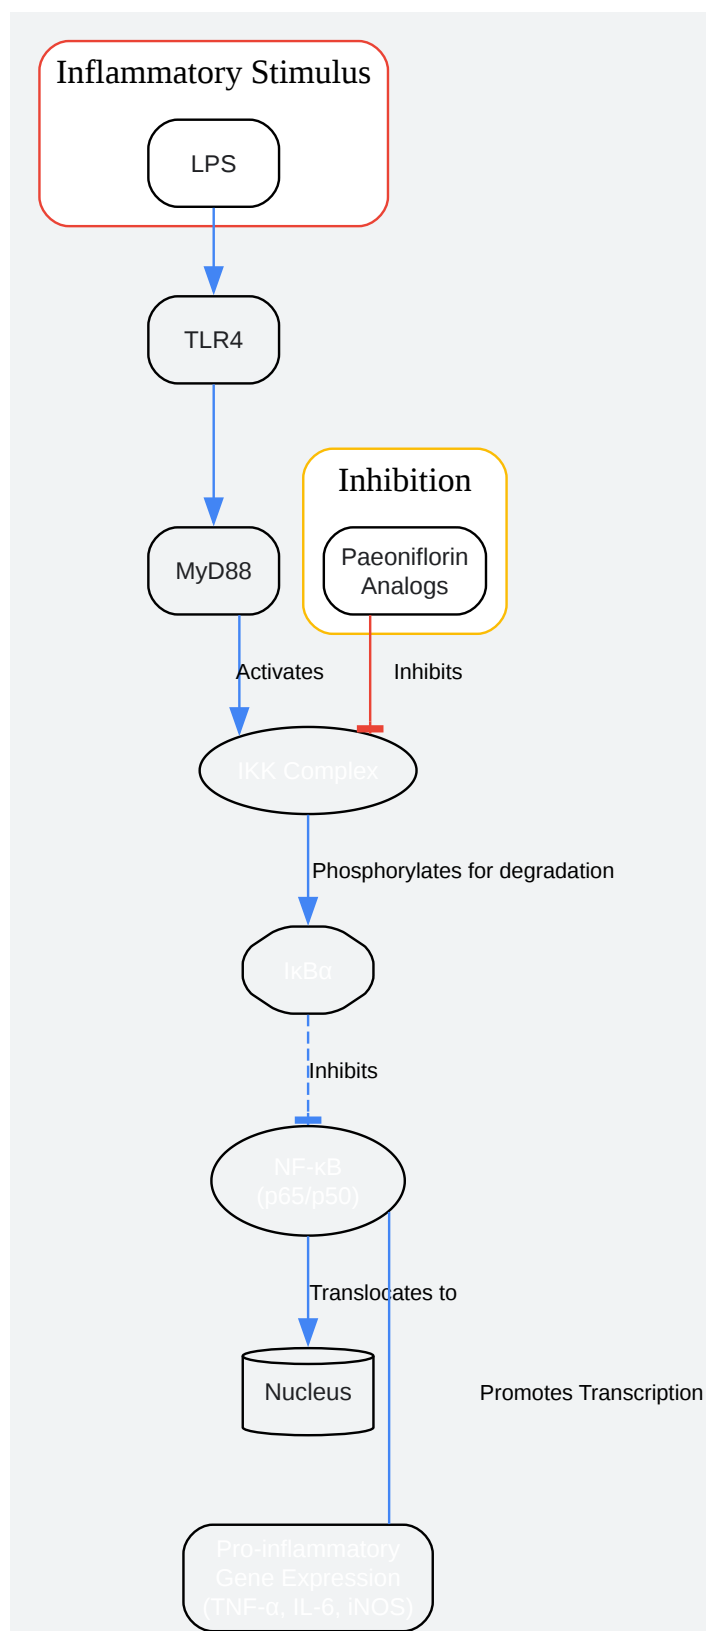 Inflammatory Stimulus
LPS
TLR4
Inhibition
MyD88
Paeoniflorin
Analogs
Activates
Inhibits
IKK Complex
Phosphorylates for degradation
IκBα
Inhibits
NF-κB
(p65/p50)
Translocates to
Nucleus
Promotes Transcription
Pro-inflammatory
Gene Expression
(TNF-α, IL-6, iNOS)